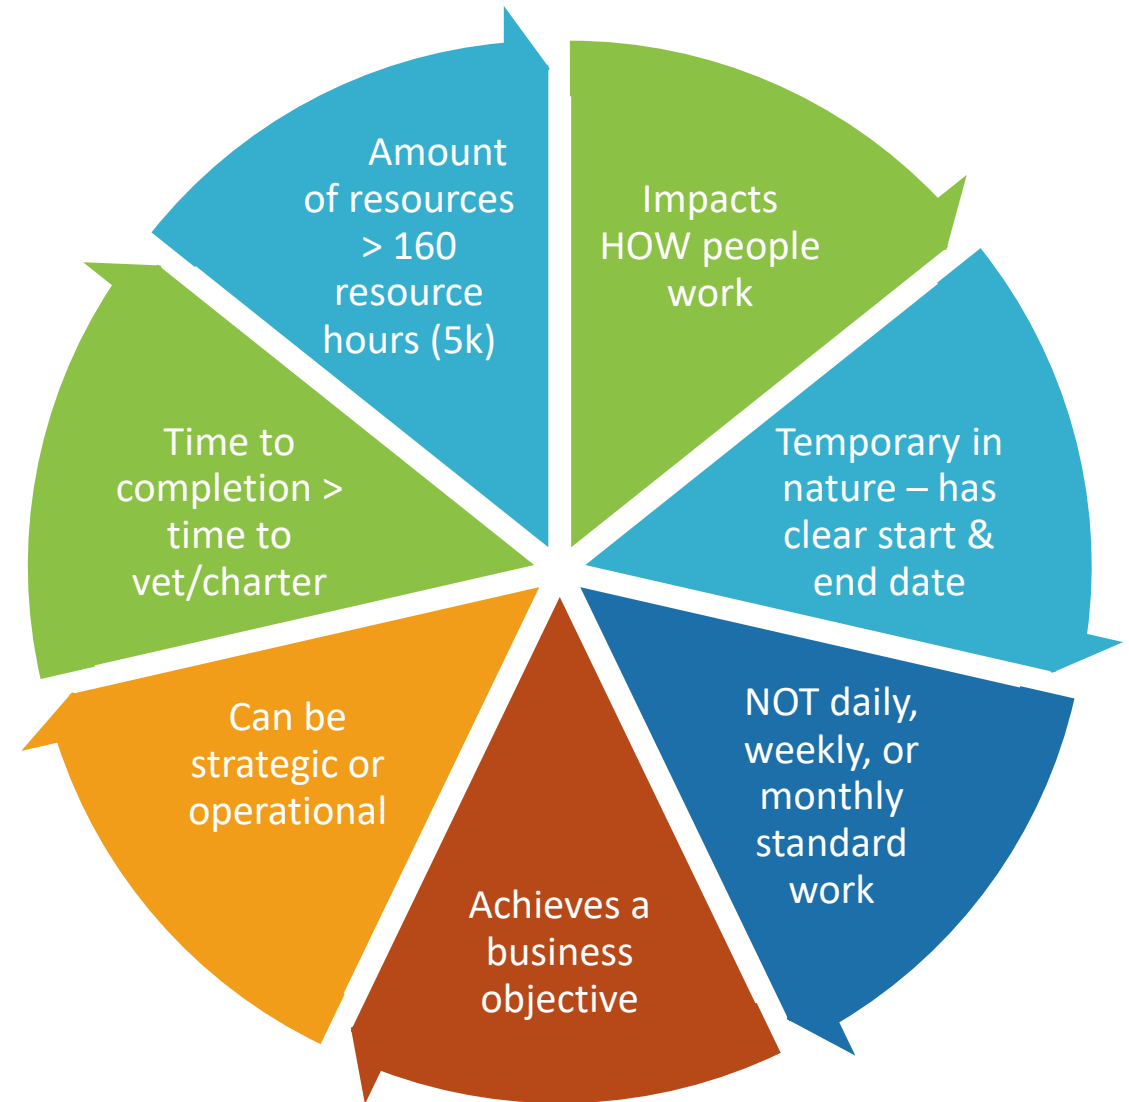 Impacts
HOW people
work
Temporary in
nature – has
clear start &
end date
NOT daily,
weekly, or
monthly
standard
work
Achieves a
business
objective
Can be
strategic or
operational
Time to
completion >
time to
vet/charter
Amount
of resources
> 160
resource
hours (5k)